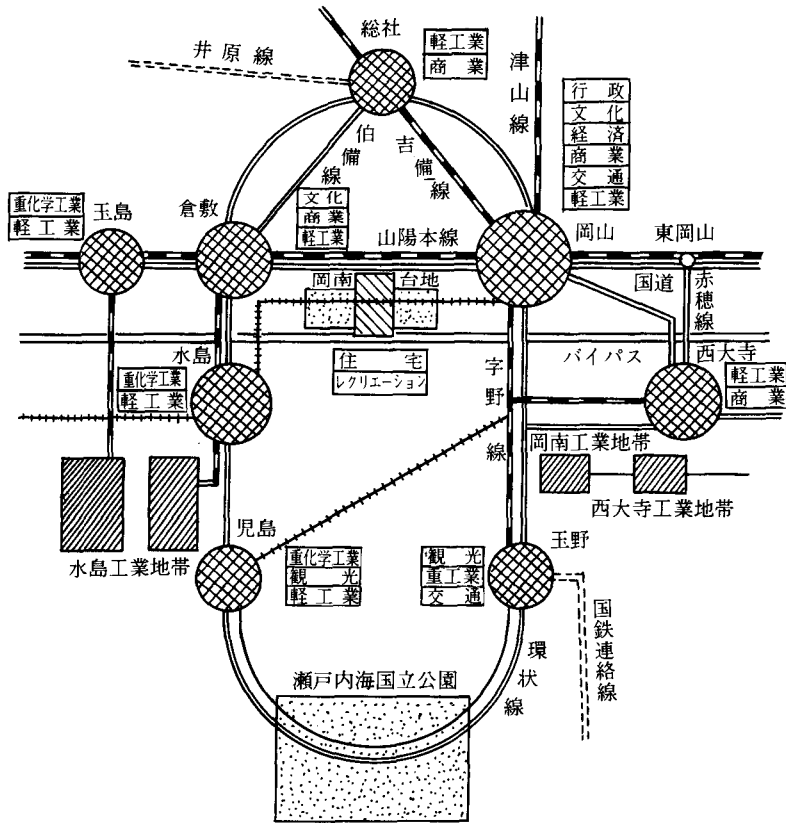 総社
軽工業
商業
井原線
津山線
行政
文化
経済
商業
交通
軽工業
伯備線
吉備線
重化学工業
軽工業
玉島
倉敷
文化
商業
軽工業
山陽本線
岡山
東岡山
岡南台地
国道
赤穂線
水島
住宅
レクリエーション
バイパス
西大寺
重化学工業
軽工業
軽工業
商業
宇野線
岡南工業地帯
西大寺工業地帯
水島工業地帯
児島
重化学工業
観光
軽工業
玉野
観光
重工業
交通
国鉄連絡線
環状線
瀬戸内海国立公園